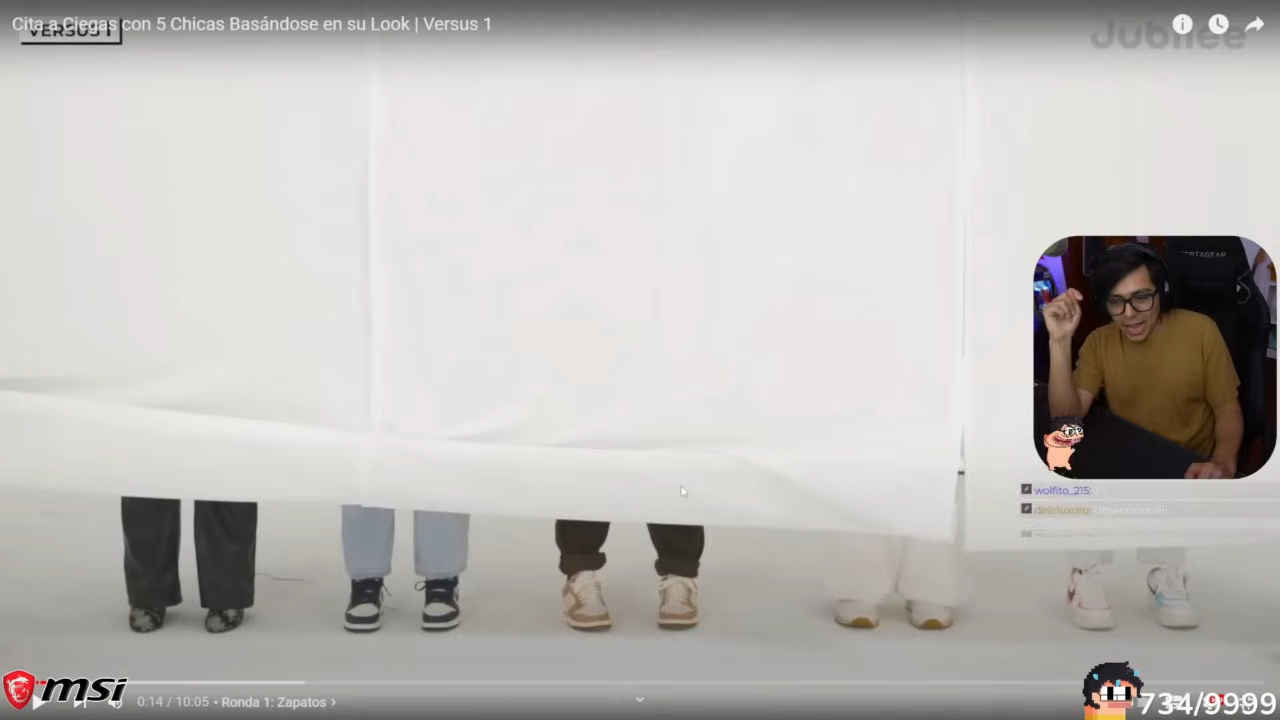 Cita a Ciegas con 5 Chicas Basándose en su Look | Versus 1
VERSUS 1
Jubilee
wolfito_215:
msi
0:14 / 10:05 • Ronda 1: Zapatos >
734/9999